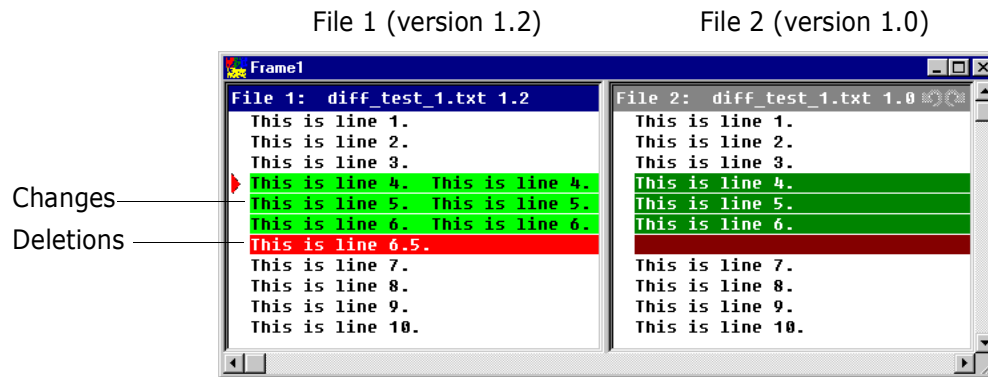 File 1 (version 1.2)
File 2 (version 1.0)
Frame1
File 1:  diff_test_1.txt 1.2
This is line 1.
This is line 2.
This is line 3.
This is line 4.  This is line 4.
This is line 5.  This is line 5.
This is line 6.  This is line 6.
This is line 6.5.
This is line 7.
This is line 8.
This is line 9.
This is line 10.
File 2:  diff_test_1.txt 1.0
This is line 1.
This is line 2.
This is line 3.
This is line 4.
This is line 5.
This is line 6.
This is line 7.
This is line 8.
This is line 9.
This is line 10.
Changes
Deletions